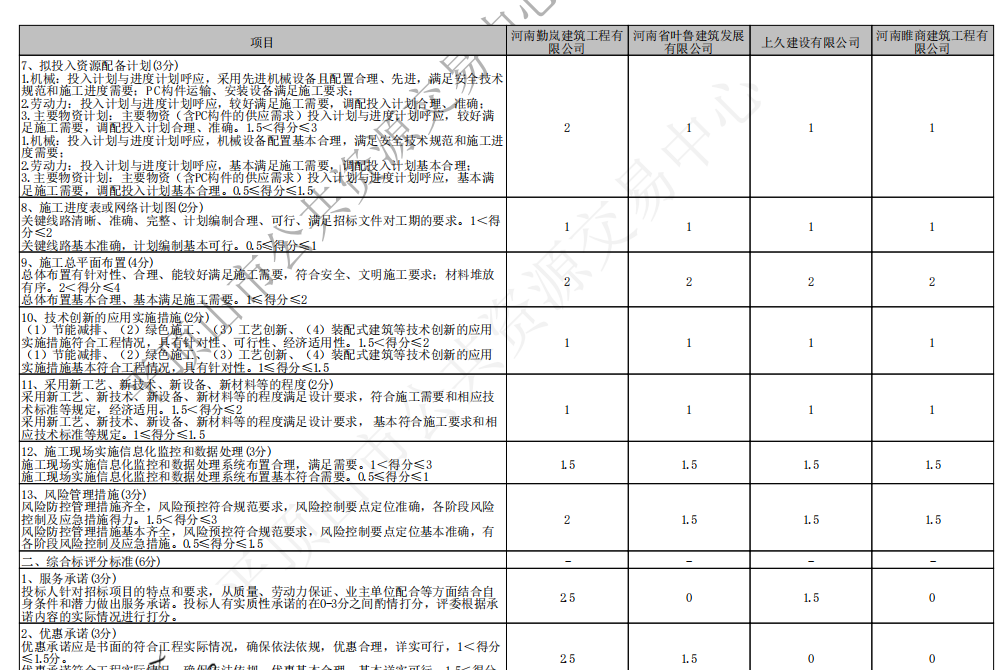 项目
河南勤岚建筑工程有
限公司
河南省叶鲁建筑发展
有限公司
上久建设有限公司
河南睢商建筑工程有
限公司
7、拟投入资源配备计划(3分)
1.机械：投入计划与进度计划呼应，采用先进机械设备且配置合理、先进，满足安全技术
规范和施工进度需要；PC构件运输、安装设备满足施工要求；
2.劳动力：投入计划与进度计划呼应，较好满足施工需要，调配投入计划合理、准确；
3.主要物资计划：主要物资（含PC构件的供应需求）投入计划与进度计划呼应，较好满
足施工需要，调配投入计划合理、准确。1.5＜得分≤3
1.机械：投入计划与进度计划呼应，机械设备配置基本合理，满足安全技术规范和施工进
度需要；
2.劳动力：投入计划与进度计划呼应，基本满足施工需要，调配投入计划基本合理；
3.主要物资计划：主要物资（含PC构件的供应需求）投入计划与进度计划呼应，基本满
足施工需要，调配投入计划基本合理。0.5≤得分≤1.5
2 1 1 1
8、施工进度表或网络计划图(2分)
关键线路清晰、准确、完整、计划编制合理、可行，满足招标文件对工期的要求。1＜得
分≤2
关键线路基本准确，计划编制基本可行。0.5≤得分≤1
1 1 1 1
9、施工总平面布置(4分)
总体布置有针对性、合理、能较好满足施工需要，符合安全、文明施工要求；材料堆放
有序。2＜得分≤4
总体布置基本合理、基本满足施工需要。1≤得分≤2
2 2 2 2
10、技术创新的应用实施措施(2分)
（1）节能减排、（2）绿色施工、（3）工艺创新、（4）装配式建筑等技术创新的应用
实施措施符合工程情况，具有针对性、可行性、经济适用性。1.5＜得分≤2
（1）节能减排、（2）绿色施工、（3）工艺创新、（4）装配式建筑等技术创新的应用
实施措施基本符合工程情况，具有针对性。1≤得分≤1.5
1 1 1 1
11、采用新工艺、新技术、新设备、新材料等的程度(2分)
采用新工艺、新技术、新设备、新材料等的程度满足设计要求，符合施工需要和相应技
术标准等规定，经济适用。1.5＜得分≤2
采用新工艺、新技术、新设备、新材料等的程度满足设计要求， 基本符合施工要求和相
应技术标准等规定。1≤得分≤1.5
1 1 1 1
12、施工现场实施信息化监控和数据处理(3分)
施工现场实施信息化监控和数据处理系统布置合理，满足需要。1＜得分≤3
施工现场实施信息化监控和数据处理系统布置基本符合需要。0.5≤得分≤1
1.5 1.5 1.5 1.5
13、风险管理措施(3分)
风险防控管理措施齐全，风险预控符合规范要求，风险控制要点定位准确，各阶段风险
控制及应急措施得力。1.5＜得分≤3
风险防控管理措施基本齐全，风险预控符合规范要求，风险控制要点定位基本准确，有
各阶段风险控制及应急措施。0.5≤得分≤1.5
2 1.5 1.5 1.5
二、综合标评分标准(6分)
- - - -
1、服务承诺(3分)
投标人针对招标项目的特点和要求，从质量、劳动力保证、业主单位配合等方面结合自
身条件和潜力做出服务承诺。投标人有实质性承诺的在0-3分之间酌情打分，评委根据承
诺内容的实际情况进行打分。
2.5 0 1.5 0
2、优惠承诺(3分)
优惠承诺应是书面的符合工程实际情况，确保依法依规，优惠合理，详实可行，1＜得分
≤1.5分。
2.5 1.5 0 0
平顶山市公共资源交易中心
平顶山市公共资源交易中心